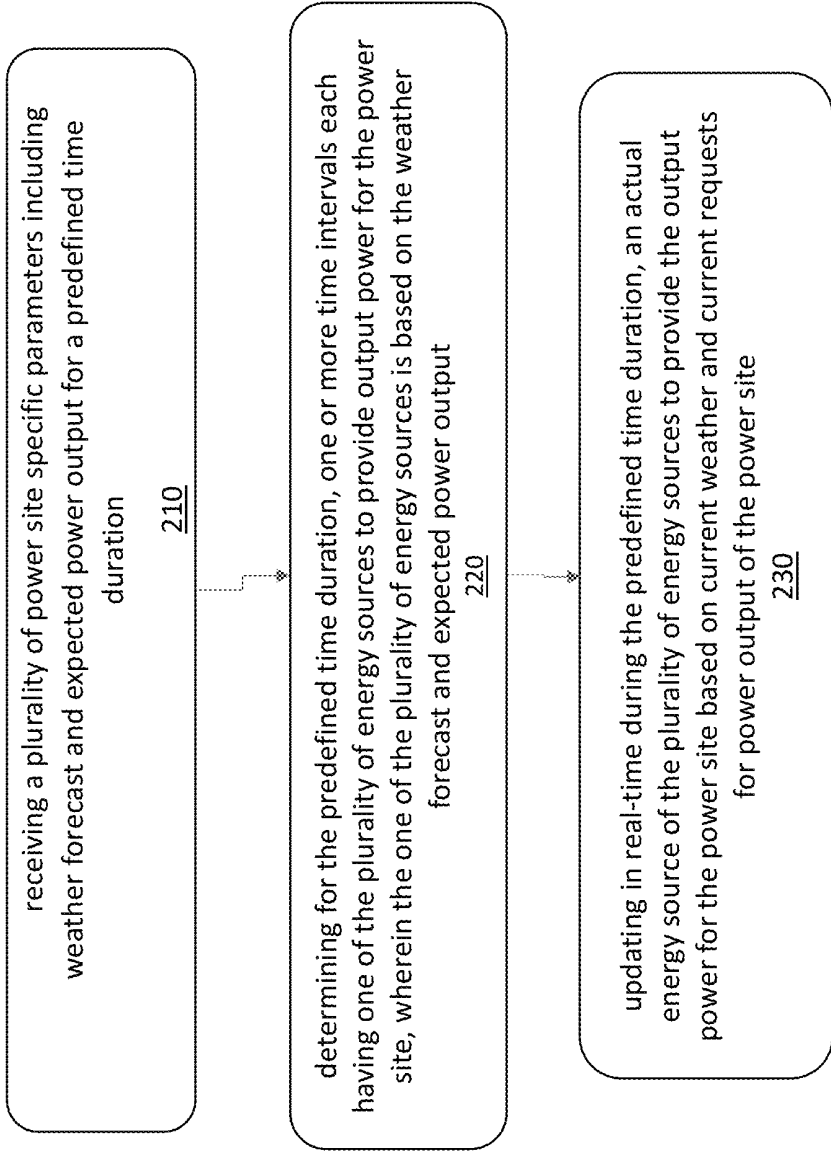 receiving a plurality of power site specific parameters including
weather forecast and expected power output for a predefined time
duration
210
determining for the predefined time duration, one or more time intervals each
having one of the plurality of energy sources to provide output power for the power
site, wherein the one of the plurality of energy sources is based on the weather
forecast and expected power output
220
updating in real-time during the predefined time duration, an actual
energy source of the plurality of energy sources to provide the output
power for the power site based on current weather and current requests
for power output of the power site
230